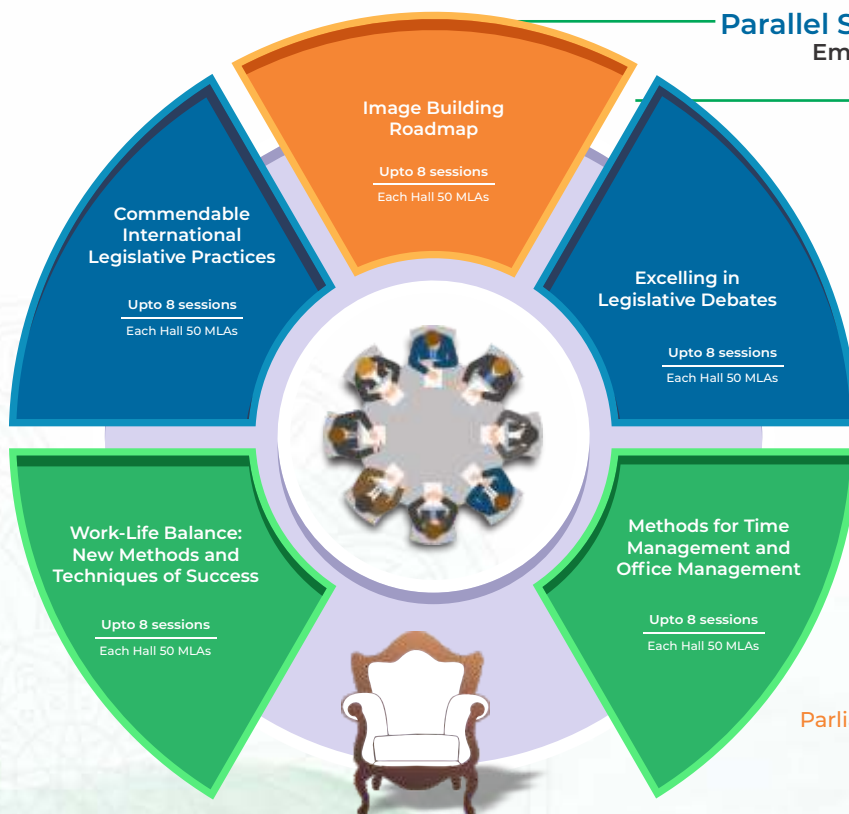 Parallel S
Em
Image Building
Roadmap
Upto 8 sessions
Each Hall 50 MLAs
Commendable
International
Legislative Practices
Upto 8 sessions
Each Hall 50 MLAs
Excelling in
Legislative Debates
Upto 8 sessions
Each Hall 50 MLAs
Work-Life Balance:
New Methods and
Techniques of Success
Upto 8 sessions
Each Hall 50 MLAs
Methods for Time
Management and
Office Management
Upto 8 sessions
Each Hall 50 MLAs
Parli